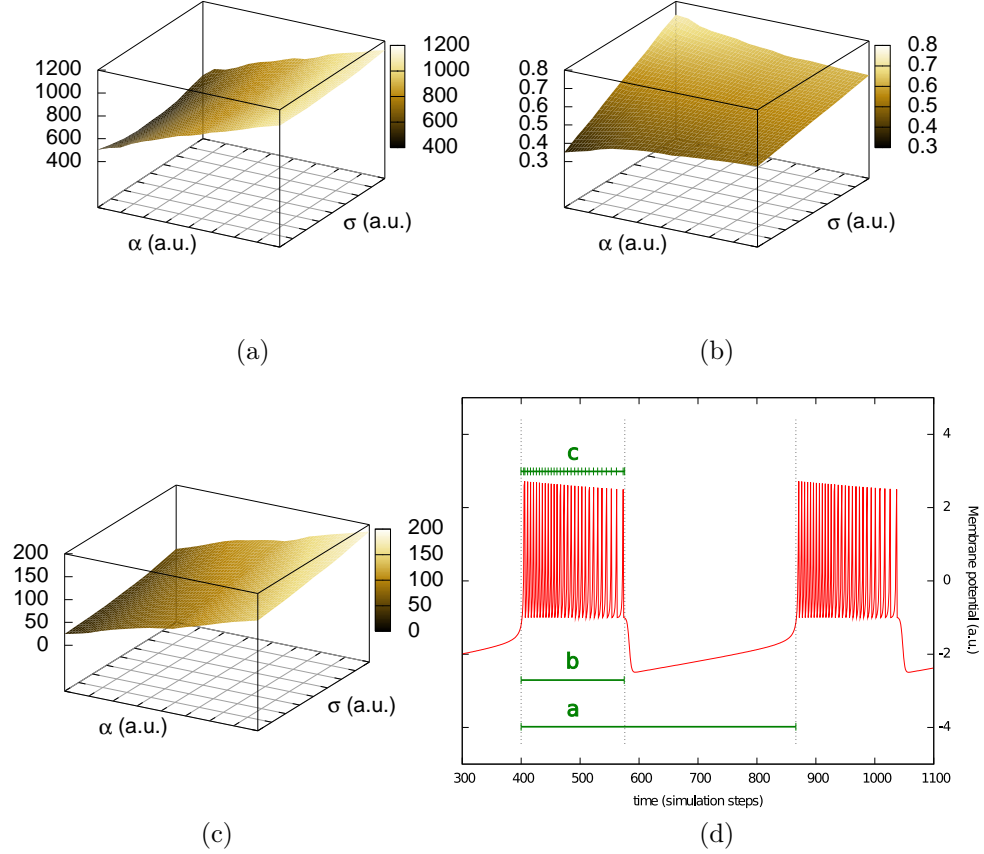 1200
1000
800
600
400
1200
1000
800
600
400
α (a.u.)
σ (a.u.)
(a)
0.8
0.7
0.6
0.5
0.4
0.3
0.8
0.7
0.6
0.5
0.4
0.3
α (a.u.)
σ (a.u.)
(b)
200
150
100
50
0
200
150
100
50
0
α (a.u.)
σ (a.u.)
(c)
c
b
a
4
2
0
-2
-4
Membrane potential (a.u.)
300 400 500 600 700 800 900 1000 1100
time (simulation steps)
(d)